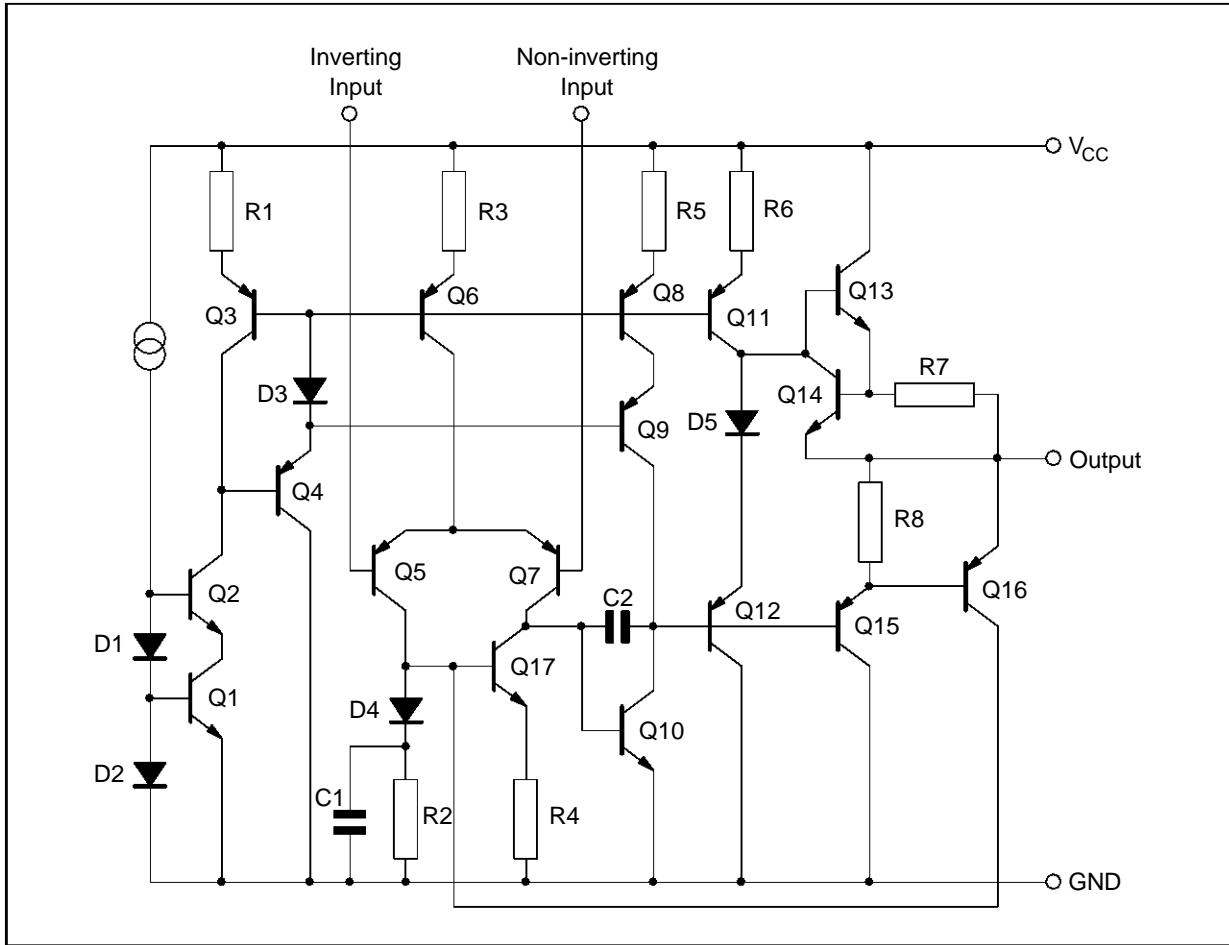 Inverting
Input
Non-inverting
Input
VCC
R1
R3
R5
R6
Q3
Q6
Q8
Q11
Q13
D3
Q14
R7
Q9
D5
Output
Q4
R8
Q5
Q7
Q2
C2
Q12
Q15
Q16
D1
Q17
Q1
D4
Q10
D2
C1
R2
R4
GND